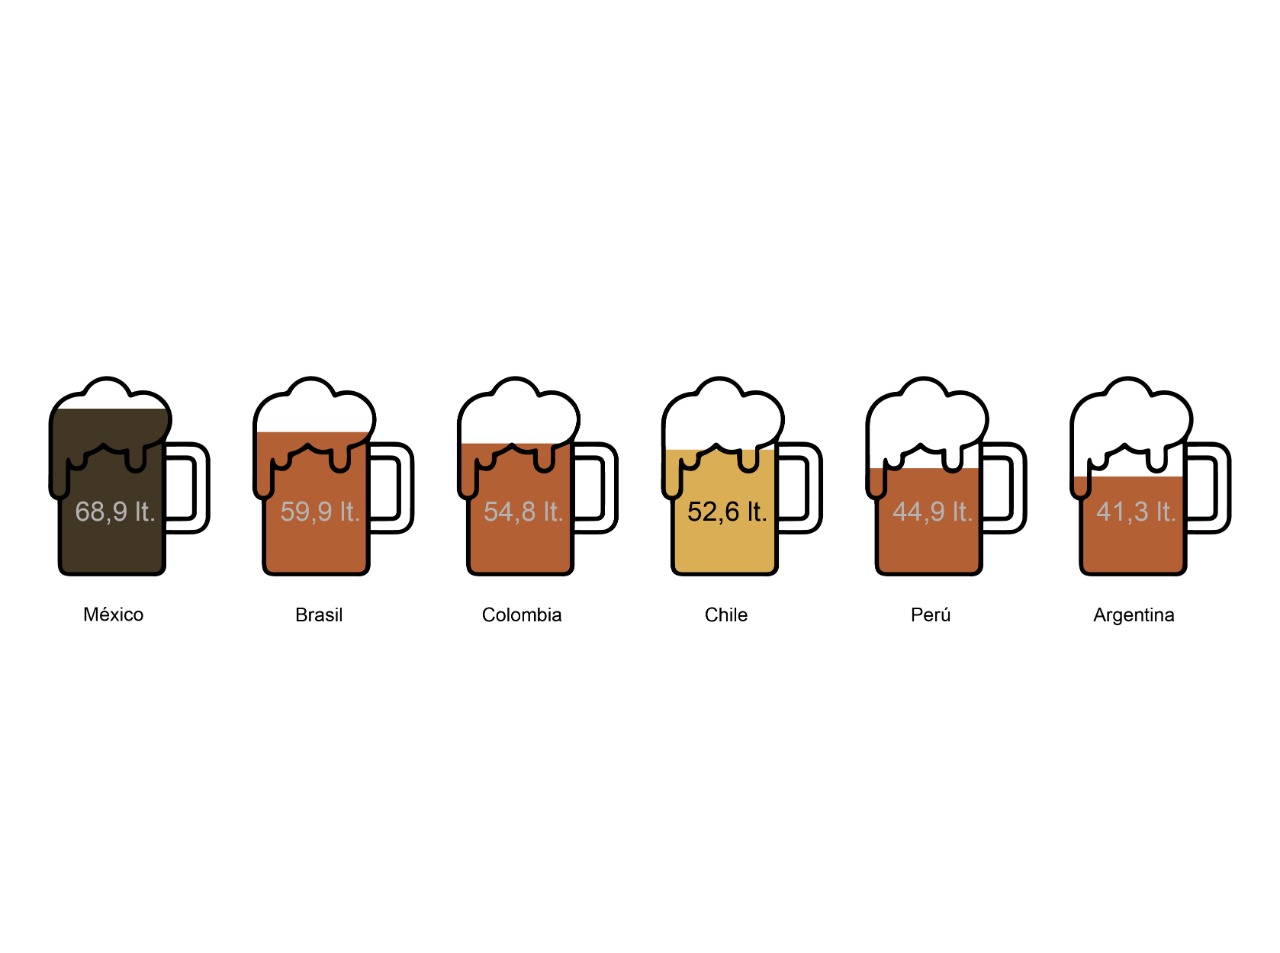 68,9 lt.
59,9 lt.
54,8 lt.
52,6 lt.
44,9 lt.
41,3 lt.
México
Brasil
Colombia
Chile
Perú
Argentina